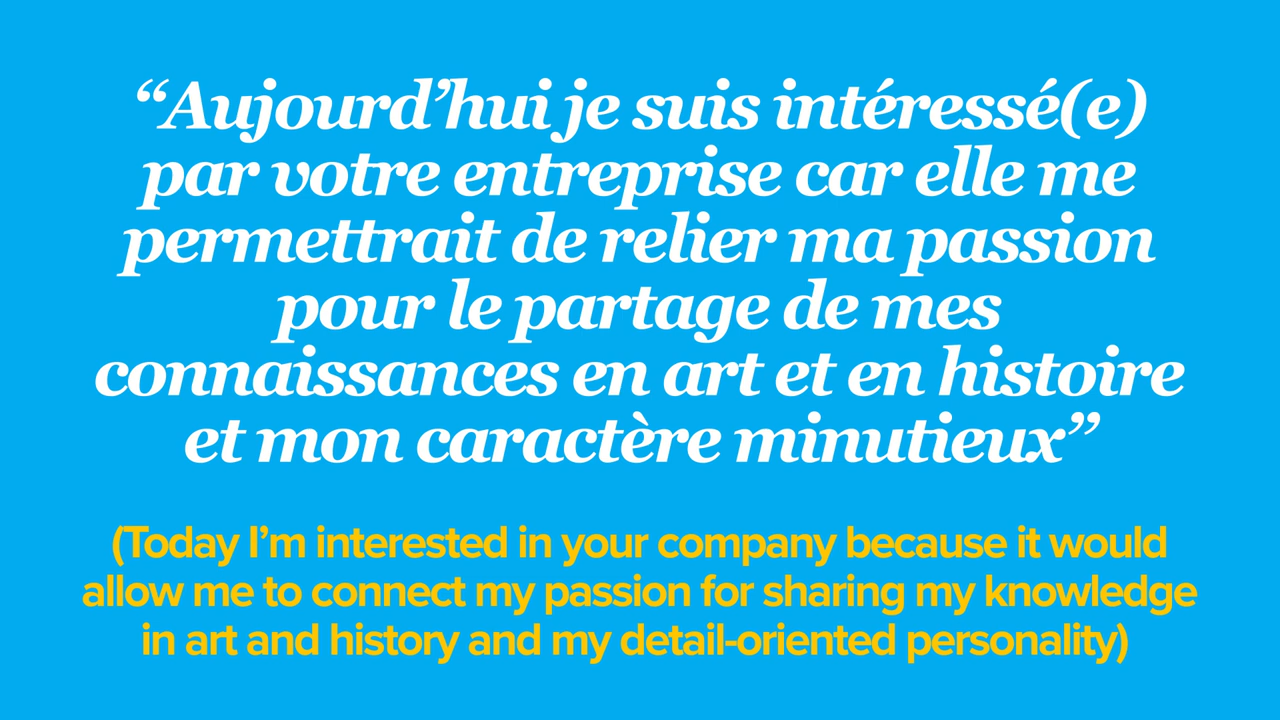 “Aujourd’hui je suis intéressé(e)
par votre entreprise car elle me
permettrait de relier ma passion
pour le partage de mes
connaissances en art et en histoire
et mon caractère minutieux”
(Today I’m interested in your company because it would
allow me to connect my passion for sharing my knowledge
in art and history and my detail-oriented personality)